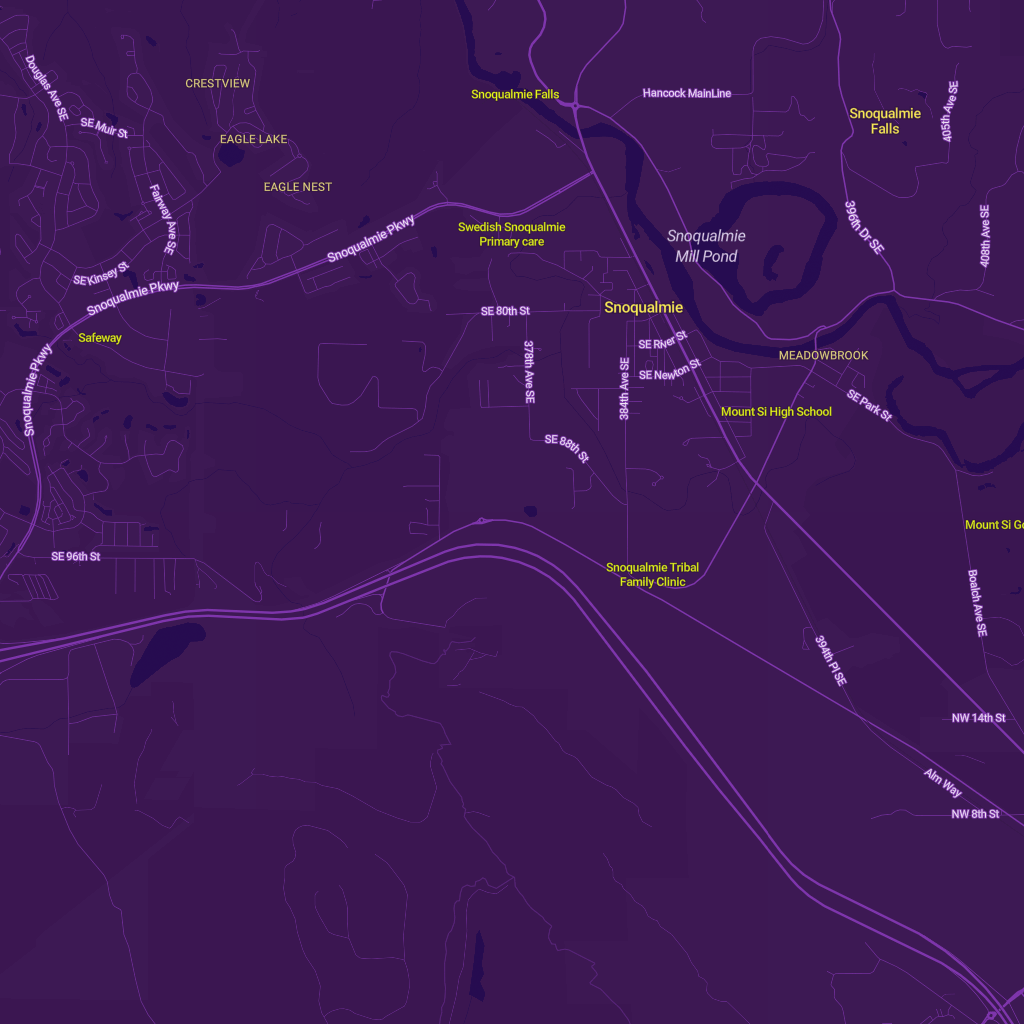 Douglas Ave SE
CRESTVIEW
Snoqualmie Falls
Hancock MainLine
405th Ave SE
Snoqualmie
Falls
SE Muir St
EAGLE LAKE
EAGLE NEST
Fairway Ave SE
Snoqualmie Pkwy
Swedish Snoqualmie
Primary care
Snoqualmie
Mill Pond
396th Dr SE
408th Ave SE
SE Kinsey St
Snoqualmie Pkwy
SE 80th St
Snoqualmie
Safeway
Snoqualmie Pkwy
378th Ave SE
SE River St
MEADOWBROOK
384th Ave SE
SE Newton St
Mount Si High School
SE Park St
SE 88th St
Mount Si Go
SE 96th St
Snoqualmie Tribal
Family Clinic
Boalch Ave SE
394th Pl SE
NW 14th St
Alm Way
NW 8th St